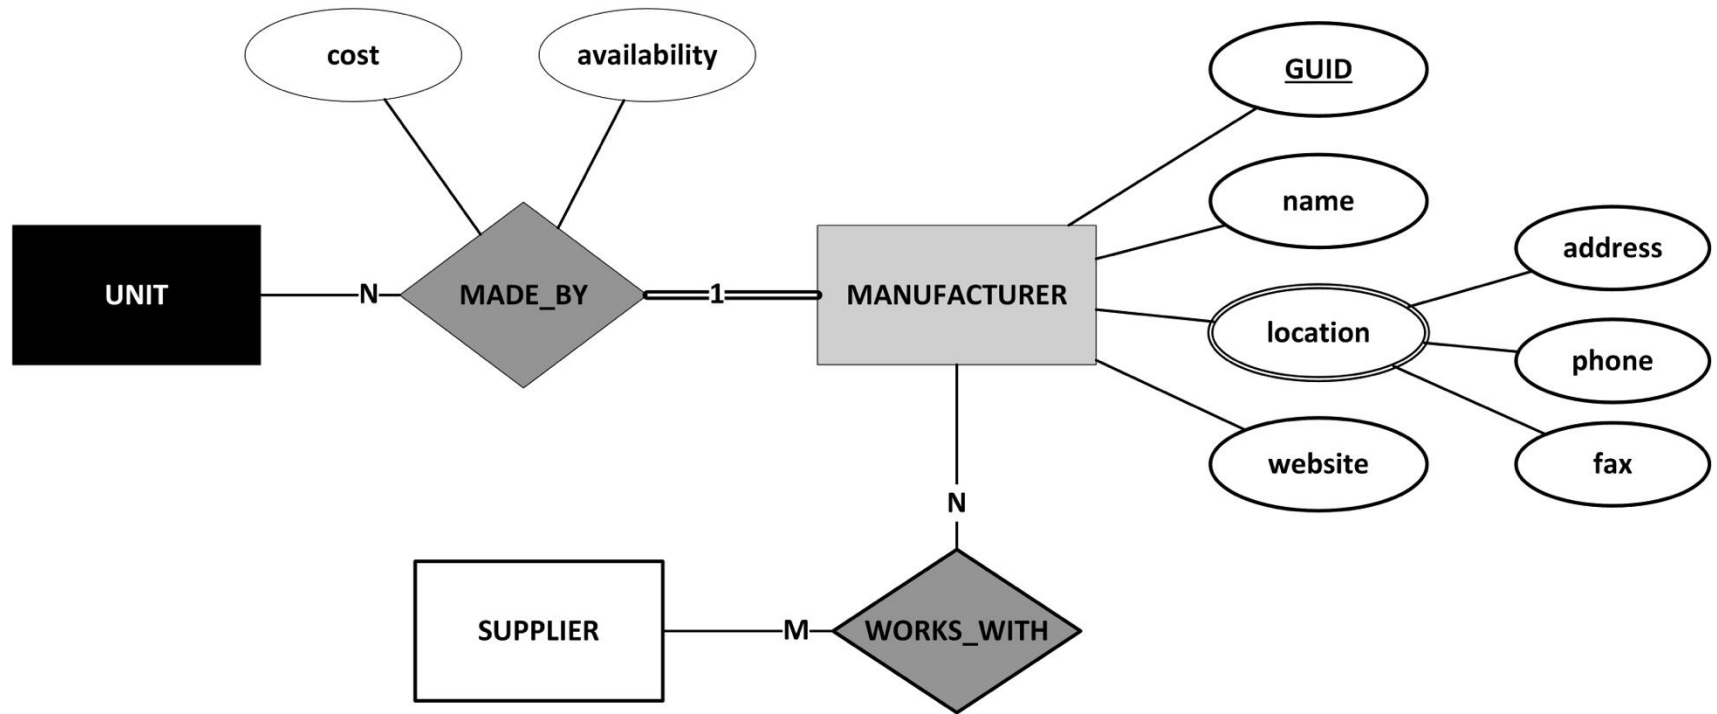 cost
availability
GUID
name
address
UNIT
N
MADE_BY
1
MANUFACTURER
location
phone
website
fax
N
SUPPLIER
M
WORKS_WITH